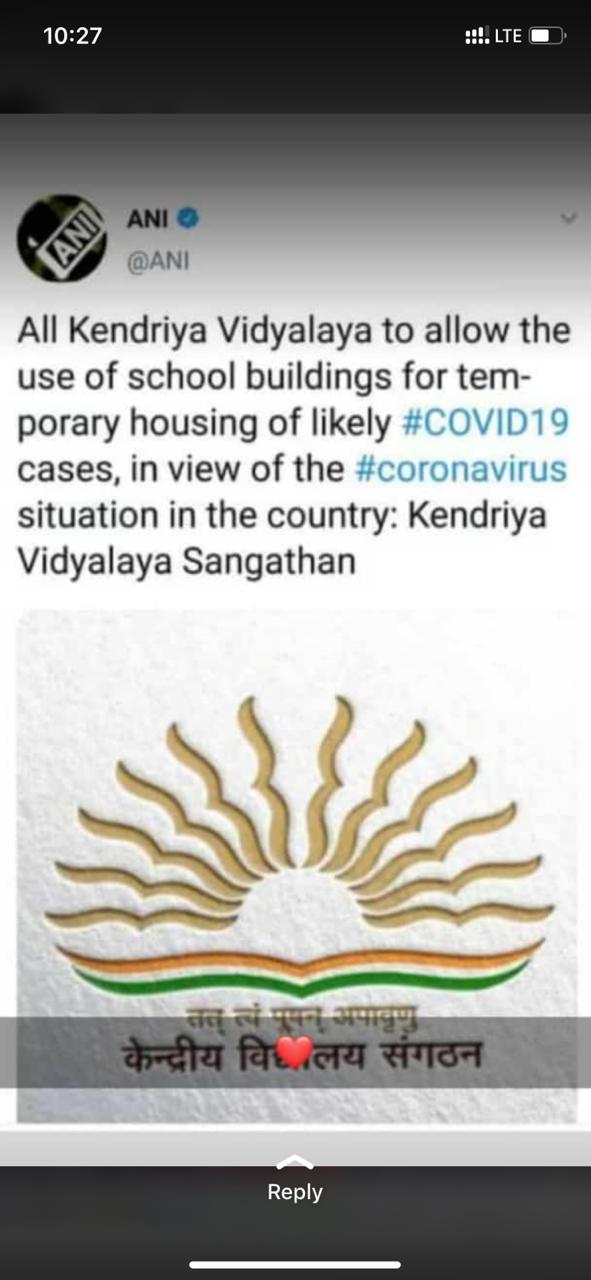 10:27
LTE
ANI
ANI
@ANI
All Kendriya Vidyalaya to allow the
use of school buildings for tem-
porary housing of likely #COVID19
cases, in view of the #coronavirus
situation in the country: Kendriya
Vidyalaya Sangathan
तत् त्वं पूषन् अपावृणु
केन्द्रीय वि❤️लय संगठन
Reply